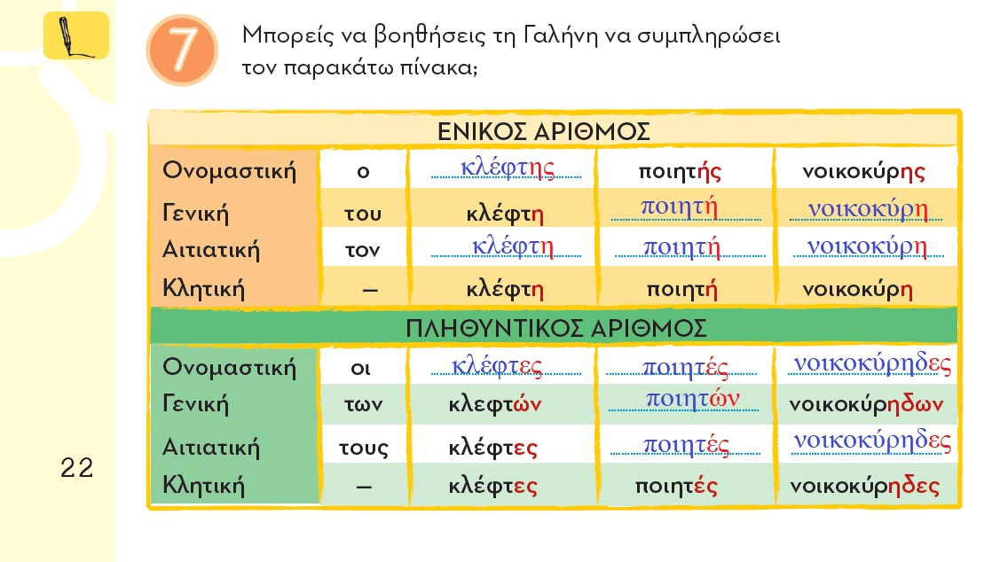 7 Μπορείς να βοηθήσεις τη Γαλήνη να συμπληρώσει
τον παρακάτω πίνακα;
ΕΝΙΚΟΣ ΑΡΙΘΜΟΣ
Ονομαστική ο κλέφτης ποιητής νοικοκύρης
Γενική του κλέφτη ποιητή νοικοκύρη
Αιτιατική τον κλέφτη ποιητή νοικοκύρη
Κλητική – κλέφτη ποιητή νοικοκύρη
ΠΛΗΘΥΝΤΙΚΟΣ ΑΡΙΘΜΟΣ
Ονομαστική οι κλέφτες ποιητές νοικοκύρηδες
Γενική των κλεφτών ποιητών νοικοκύρηδων
Αιτιατική τους κλέφτες ποιητές νοικοκύρηδες
Κλητική – κλέφτες ποιητές νοικοκύρηδες
22